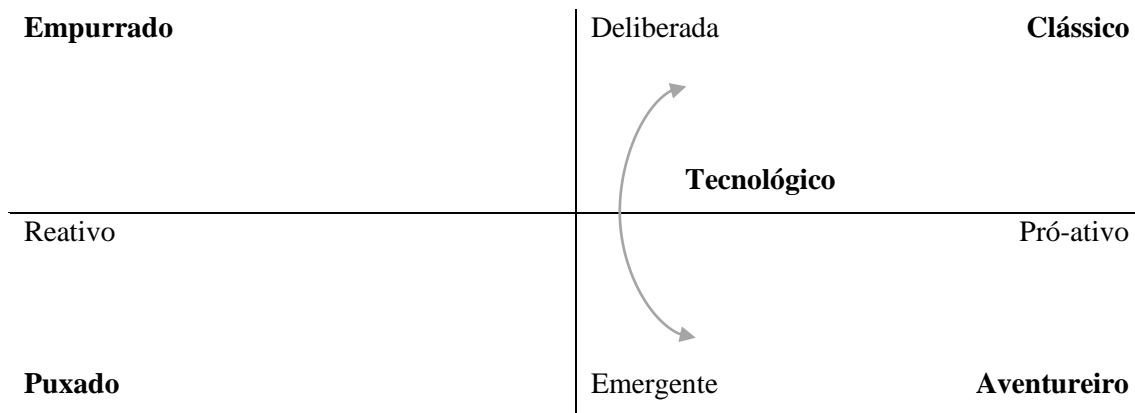 Empurrado Deliberada Clássico
Tecnológico
Reativo Pró-ativo
Puxado Emergente Aventureiro